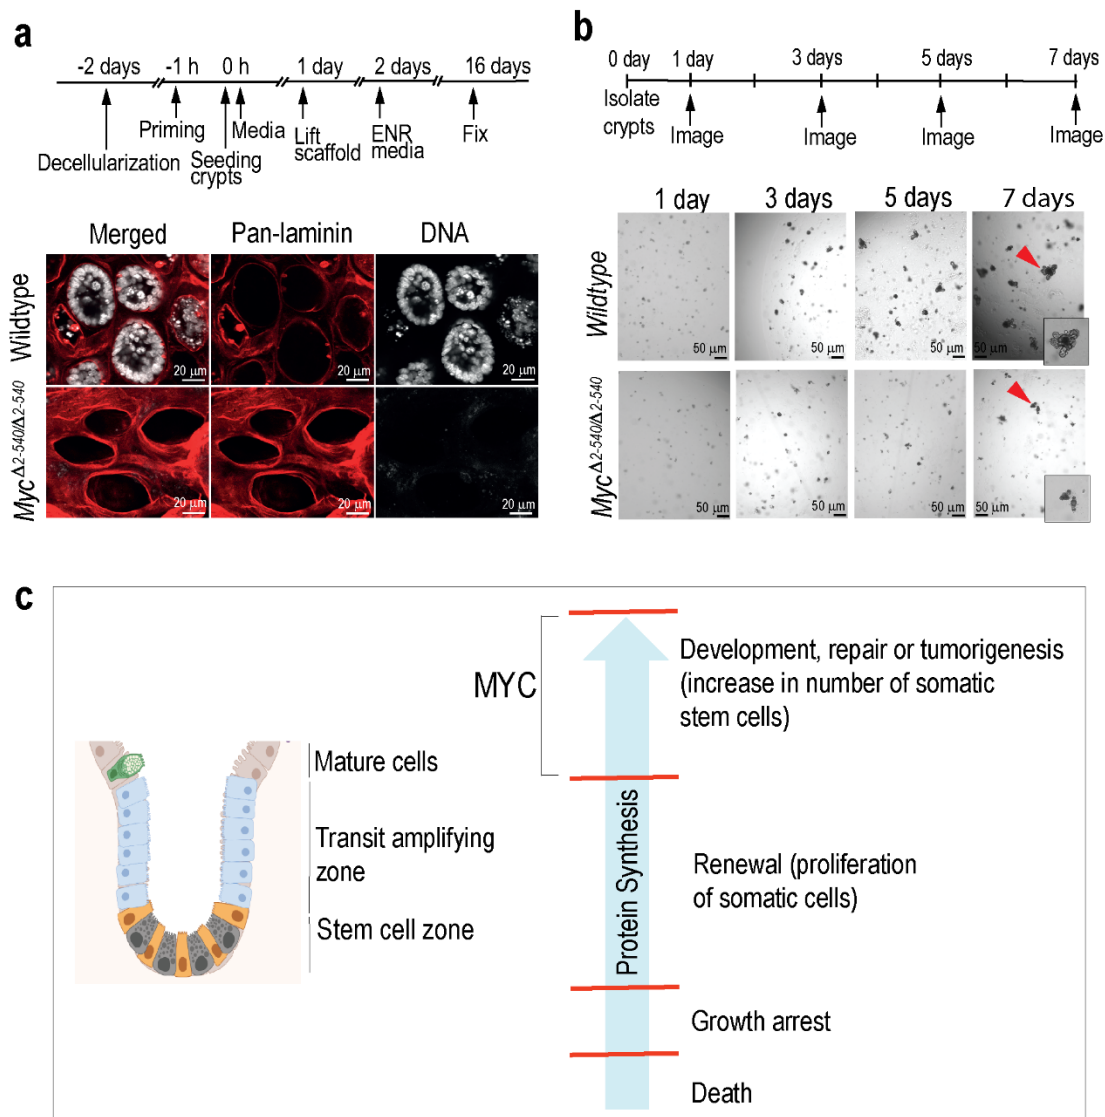 a
-2 days
-1 h
0 h
1 day
2 days
16 days
Decellularization
Priming
Seeding
crypts
Media
Lift
scaffold
ENR
media
Fix
Merged
Pan-laminin
DNA
Wildtype
20 μm
20 μm
20 μm
MycΔ2-540/Δ2-540
20 μm
20 μm
20 μm
b
0 day
1 day
3 days
5 days
7 days
Isolate
crypts
Image
Image
Image
Image
1 day
3 days
5 days
7 days
Wildtype
50 μm
50 μm
50 μm
50 μm
MycΔ2-540/Δ2-540
50 μm
50 μm
50 μm
50 μm
c
MYC
Mature cells
Transit amplifying
zone
Stem cell zone
Protein Synthesis
Development, repair or tumorigenesis
(increase in number of somatic
stem cells)
Renewal (proliferation
of somatic cells)
Growth arrest
Death